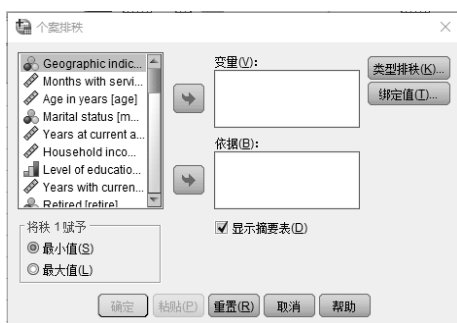 个案排秩
Geographic indic...
Months with servi...
Age in years [age]
Marital status [m...
Years at current a...
Household inco...
Level of educatio...
Years with curren...
Retired [retire]
将秩 1 赋予
最小值(S)
最大值(L)
变量(V):
依据(B):
显示摘要表(D)
类型排秩(K)...
绑定值(T)...
确定
粘贴(P)
重置(R)
取消
帮助